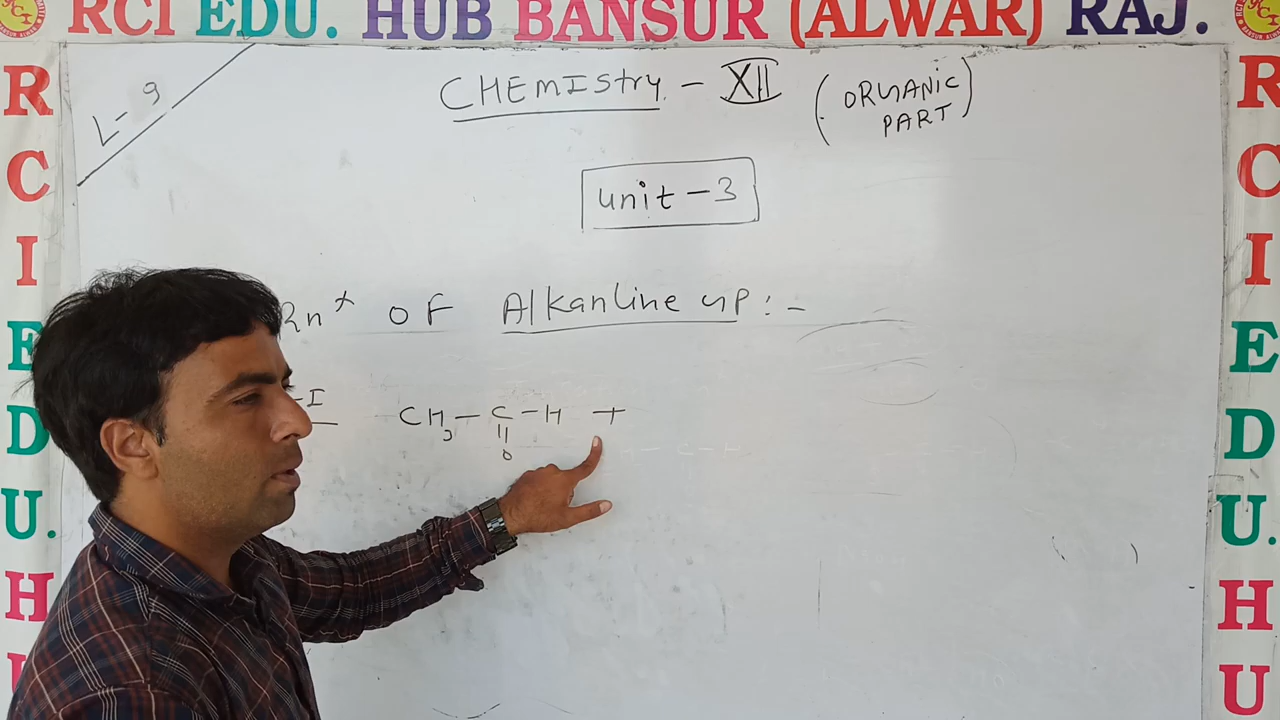 RCI EDU. HUB BANSUR (ALWAR) RAJ.
L-9
CHEMIStry - XII (ORGANIC PART)
unit - 3
Rn* OF Alkanline gp :-
-I
CH3 - C - H +
||
O
R
C
I
E
D
U.
H
R
C
I
E
D
U.
H
U